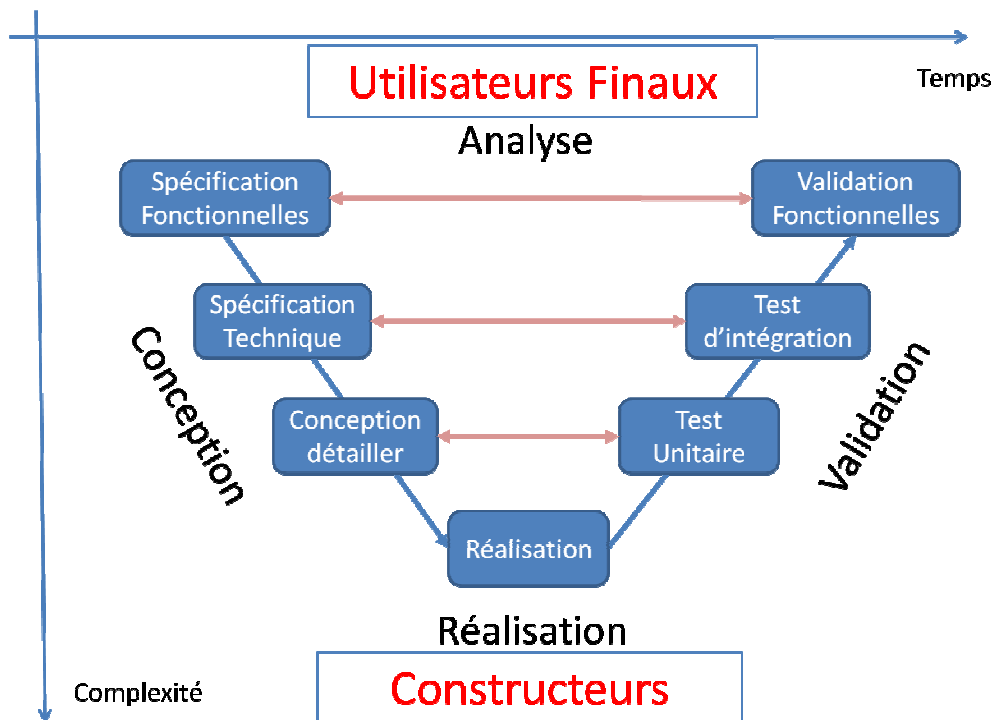 Utilisateurs Finaux
Temps
Analyse
Spécification
Fonctionnelles
Validation
Fonctionnelles
Spécification
Technique
Test
d'intégration
Conception
Validation
Conception
détailler
Test
Unitaire
Réalisation
Réalisation
Complexité
Constructeurs